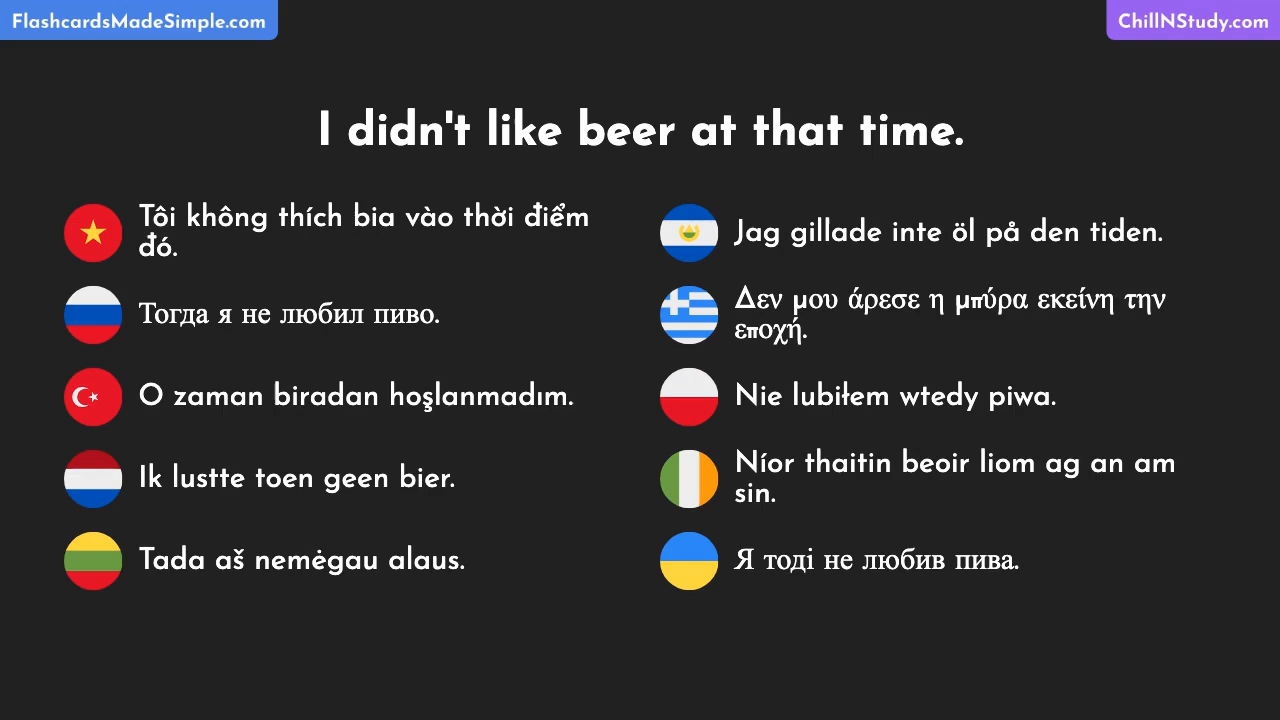 FlashcardsMadeSimple.com
ChillNStudy.com
I didn't like beer at that time.
Tôi không thích bia vào thời điểm
đó.
Тогда я не любил пиво.
O zaman biradan hoşlanmadım.
Ik lustte toen geen bier.
Tada aš nemėgau alaus.
Jag gillade inte öl på den tiden.
Δεν μου άρεσε η μπύρα εκείνη την
εποχή.
Nie lubiłem wtedy piwa.
Níor thaitin beoir liom ag an am
sin.
Я тоді не любив пива.